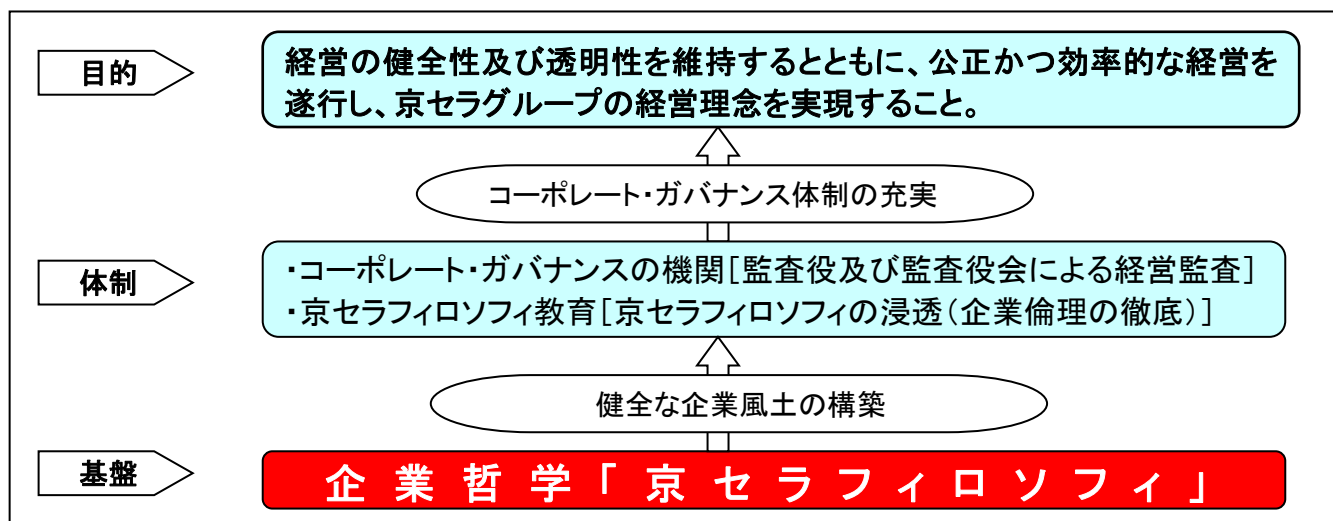 目的
経営の健全性及び透明性を維持するとともに、公正かつ効率的な経営を
遂行し、京セラグループの経営理念を実現すること。
コーポレート・ガバナンス体制の充実
体制
・コーポレート・ガバナンスの機関[監査役及び監査役会による経営監査]
・京セラフィロソフィ教育[京セラフィロソフィの浸透(企業倫理の徹底)]
健全な企業風土の構築
基盤
企業哲学「京セラフィロソフィ」